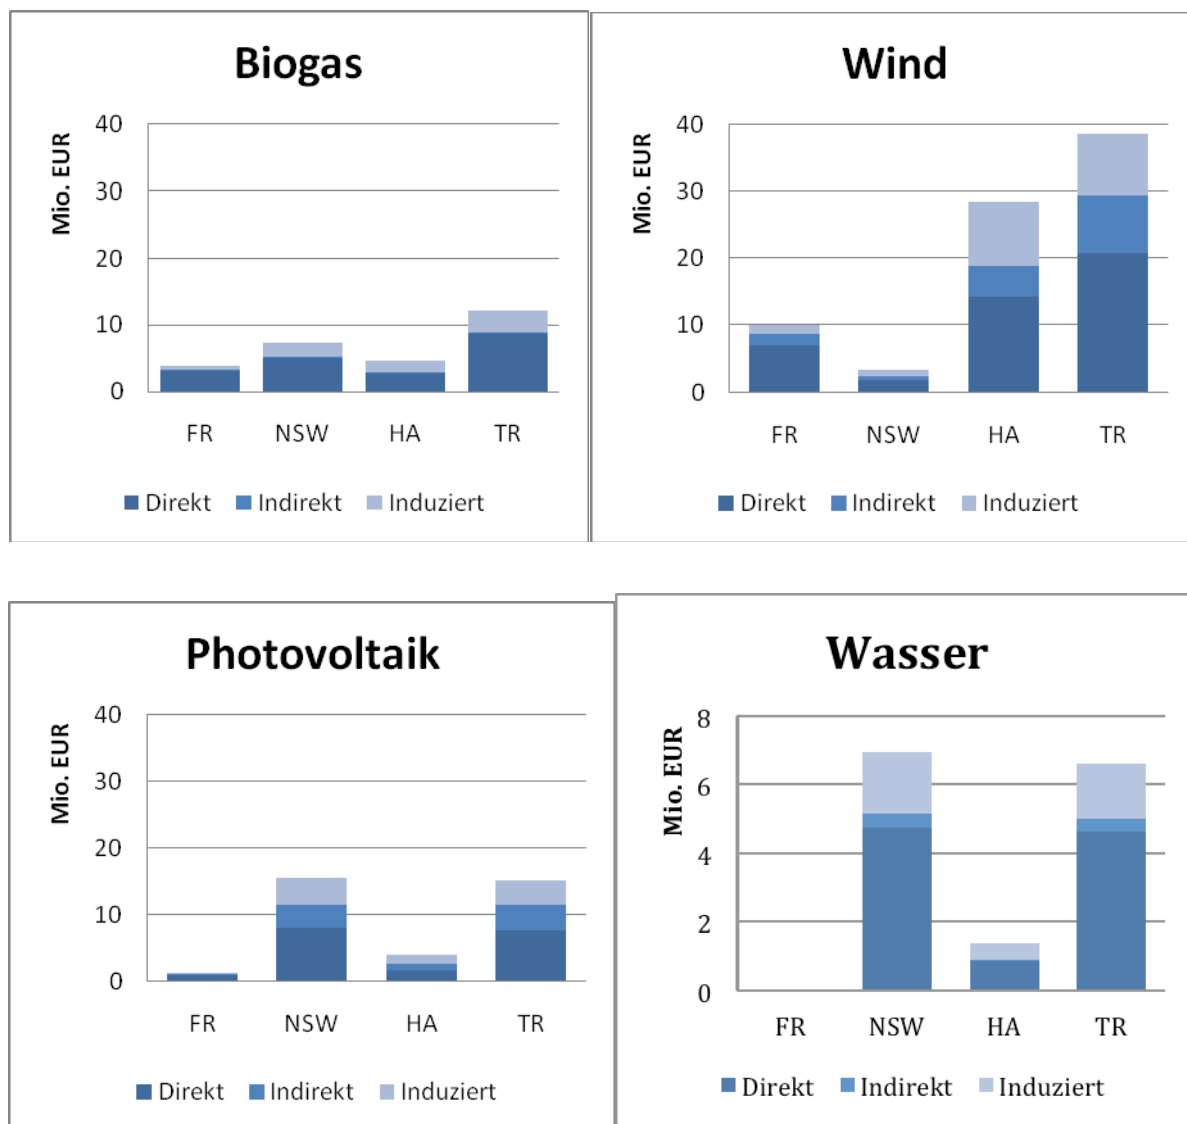 Biogas
Mio. EUR
40
30
20
10
0
FR NSW HA TR
Direkt Indirekt Induziert
Wind
Mio. EUR
40
30
20
10
0
FR NSW HA TR
Direkt Indirekt Induziert
Photovoltaik
Mio. EUR
40
30
20
10
0
FR NSW HA TR
Direkt Indirekt Induziert
Wasser
Mio. EUR
8
6
4
2
0
FR NSW HA TR
Direkt Indirekt Induziert